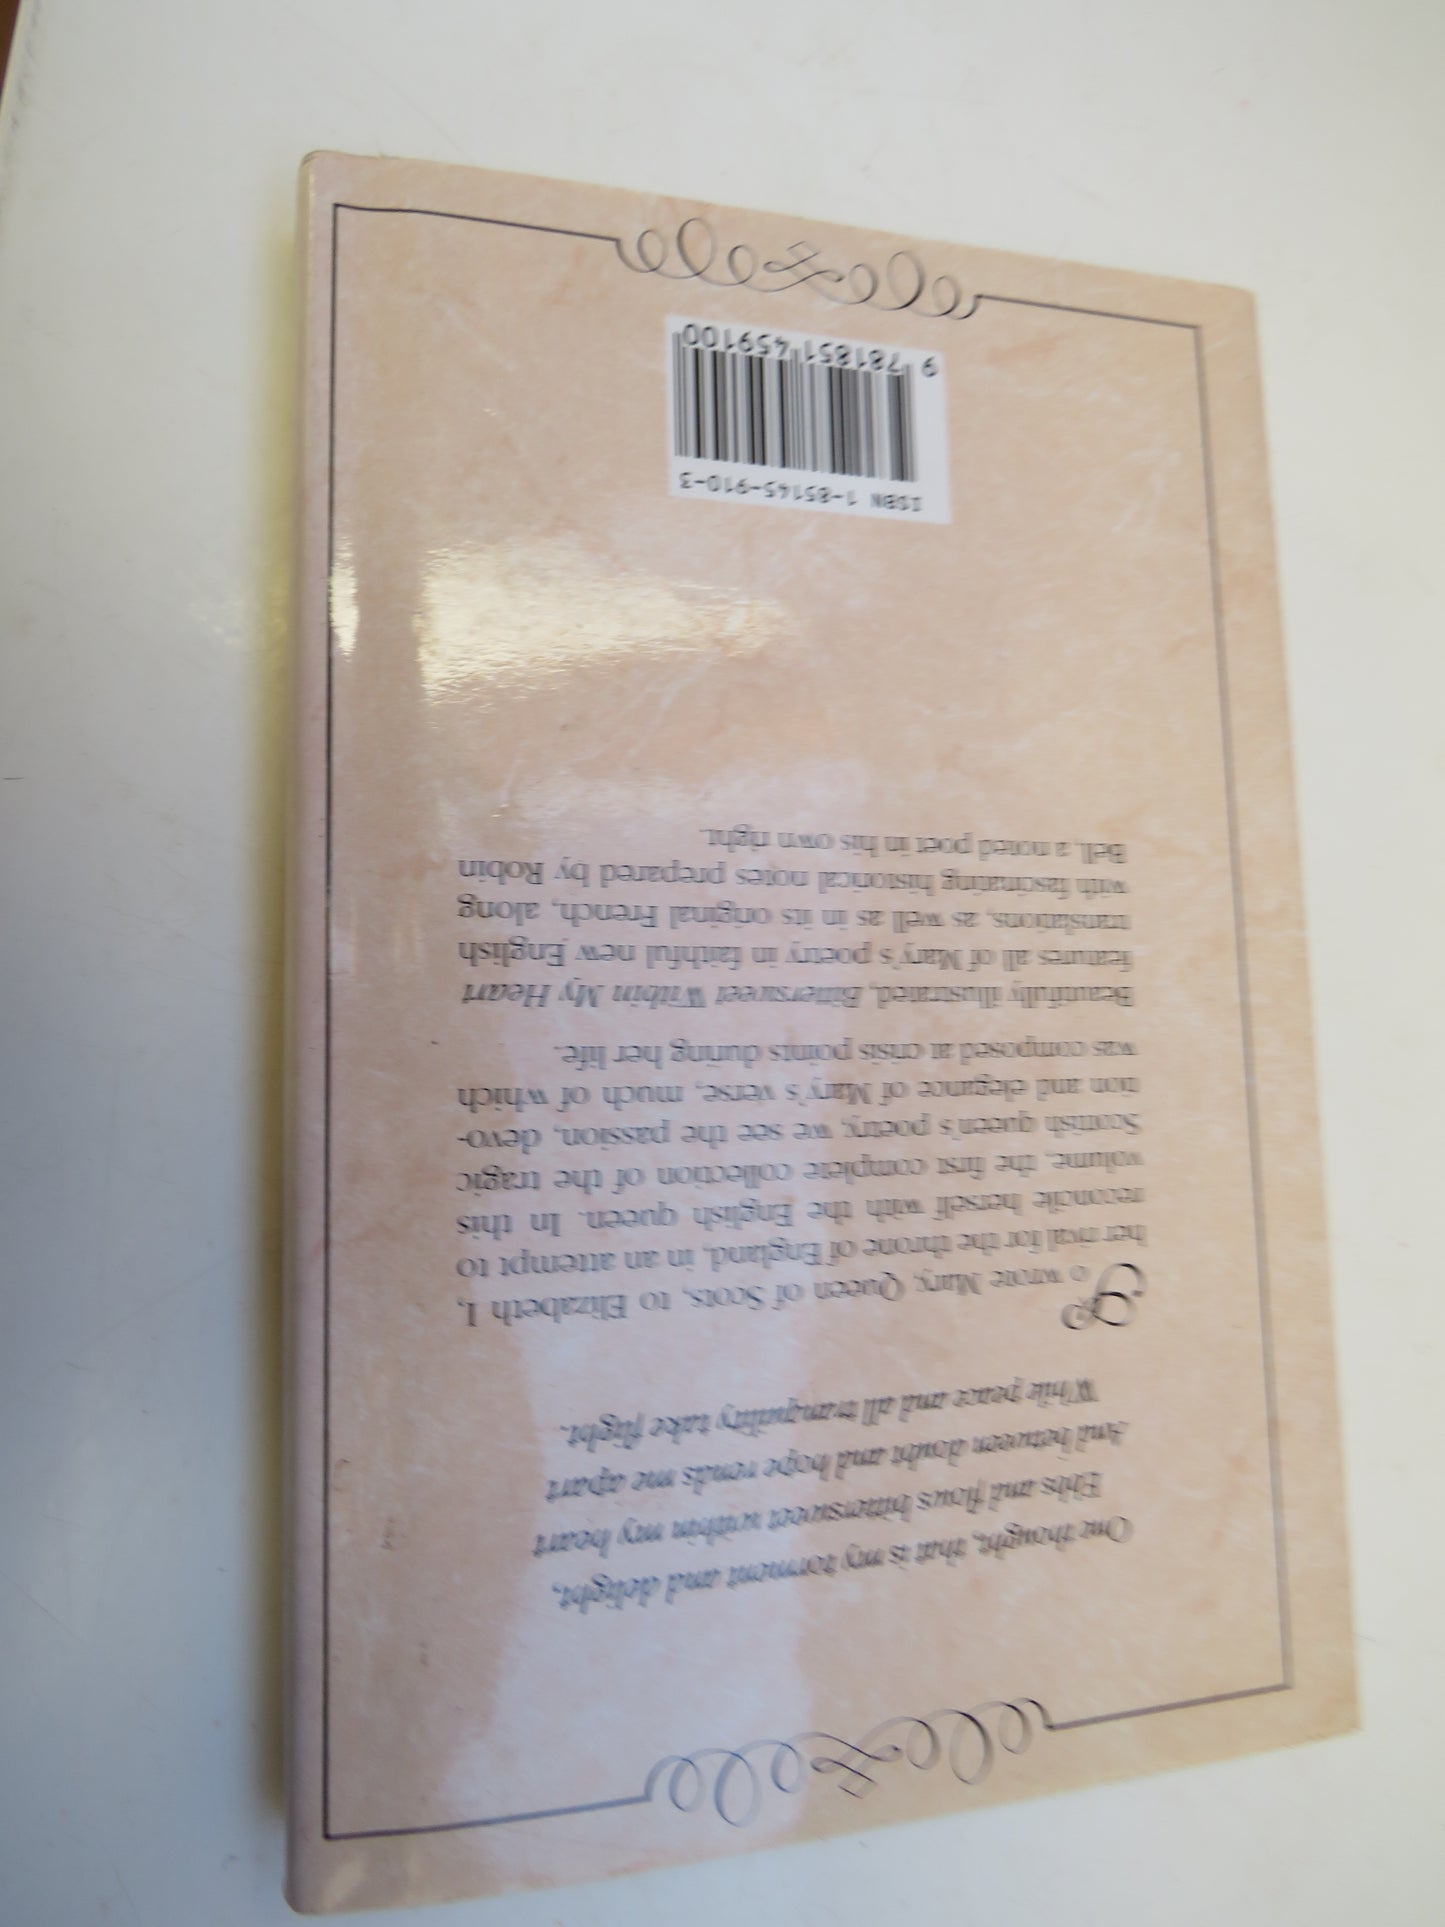 One thought, that is my torment and delight,
Ebbs and flows bittersweet within my heart
And between doubt and hope rends me apart
While peace and all tranquility take flight.
So wrote Mary, Queen of Scots, to Elizabeth I,
her rival for the throne of England, in an attempt to
reconcile herself with the English queen. In this
volume, the first complete collection of the tragic
Scottish queen's poetry, we see the passion, devo-
tion and elegance of Mary's verse, much of which
was composed at crisis points during her life.
Beautifully illustrated, Bittersweet Within My Heart
features all of Mary's poetry in faithful new English
translations, as well as in its original French, along
with fascinating historical notes prepared by Robin
Bell, a noted poet in his own right.
ISBN 1-85145-910-3
9 781851 459100